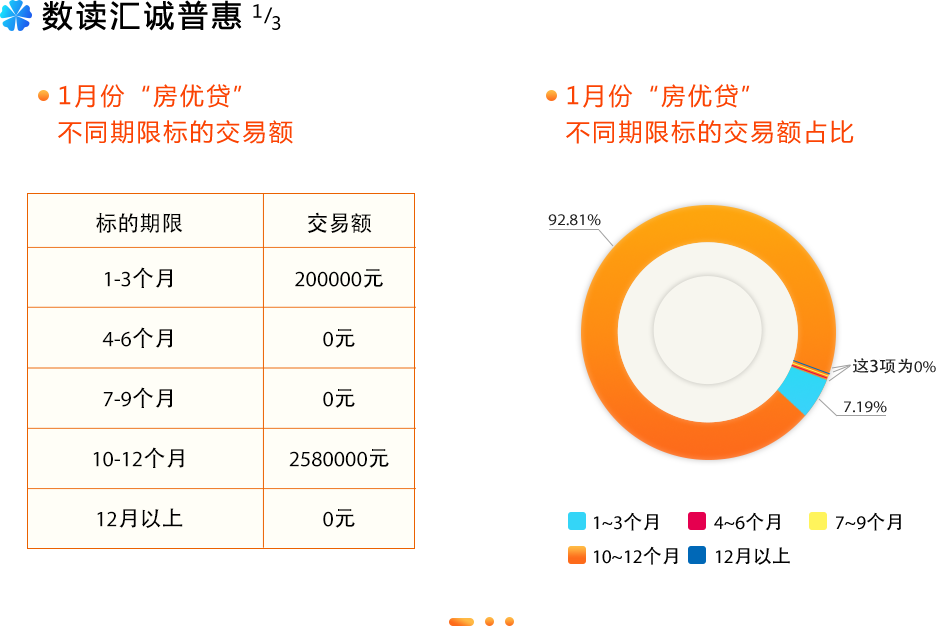 数读汇诚普惠 1/3
1月份“房优贷”
不同期限标的交易额
标的期限 交易额
1-3个月 200000元
4-6个月 0元
7-9个月 0元
10-12个月 2580000元
12月以上 0元
1月份“房优贷”
不同期限标的交易额占比
92.81%
这3项为0%
7.19%
1~3个月 4~6个月 7~9个月
10~12个月 12月以上